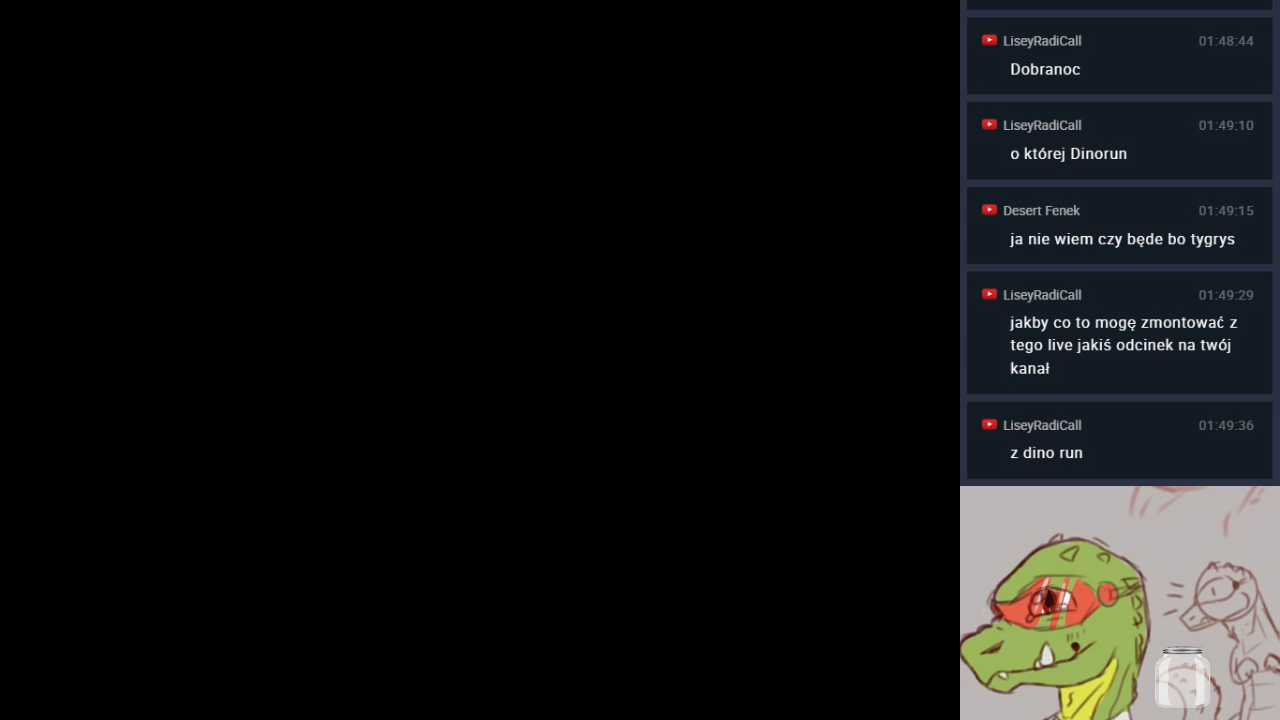 LiseyRadiCall 01:48:44
Dobranoc
LiseyRadiCall 01:49:10
o której Dinorun
Desert Fenek 01:49:15
ja nie wiem czy będe bo tygrys
LiseyRadiCall 01:49:29
jakby co to mogę zmontować z
tego live jakiś odcinek na twój
kanał
LiseyRadiCall 01:49:36
z dino run